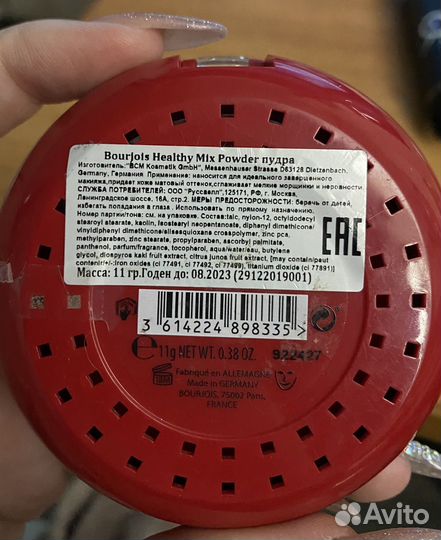 Bourjois Healthy Mix Powder пудра
Изготовитель:"BCM Kosmetik GmbH", Messenhauser Strasse D63128 Dietzenbach,
Germany, Германия Применение: наносится для идеального завершенного
макияжа,придает коже матовый оттенок,сглаживает мелкие морщинки и неровности.
СЛУЖБА ПОТРЕБИТЕЛЕЙ: ООО "Руссвелл",125171, РФ, г. Москва,
Ленинградское шоссе, 16А, стр.2. МЕРЫ ПРЕДОСТОРОЖНОСТИ: беречь от детей,
избегать попадания в глаза. Использовать по прямому назначению.
Номер партии/тона: см. на упаковке. Состав:talc, nylon-12, octyldodecyl
stearoyl stearate, kaolin, isostearyl neopentanoate, diphenyl dimethicone/
vinyldiphenyl dimethicone/silsesquioxane crosspolymer, zinc pca,
methylparaben, zinc stearate, propylparaben, ascorbyl palmitate,
panthenol, parfum/fragrance, tocopherol, aqua/water, butylene
glycol, diospyros kaki fruit extract, citrus junos fruit extract, [may contain/peut
contenir/+/-:iron oxides (ci 77491, ci 77492, ci 77499), titanium dioxide (ci 77891)]
Масса: 11 гр.Годен до: 08.2023 (29122019001)
EAC
3 614224 898335 >
e 11g NET WT. 0.38 OZ. 922427
Fabriqué en ALLEMAGNE
Made in GERMANY
BOURJOIS, 75002 Paris,
FRANCE
Avito